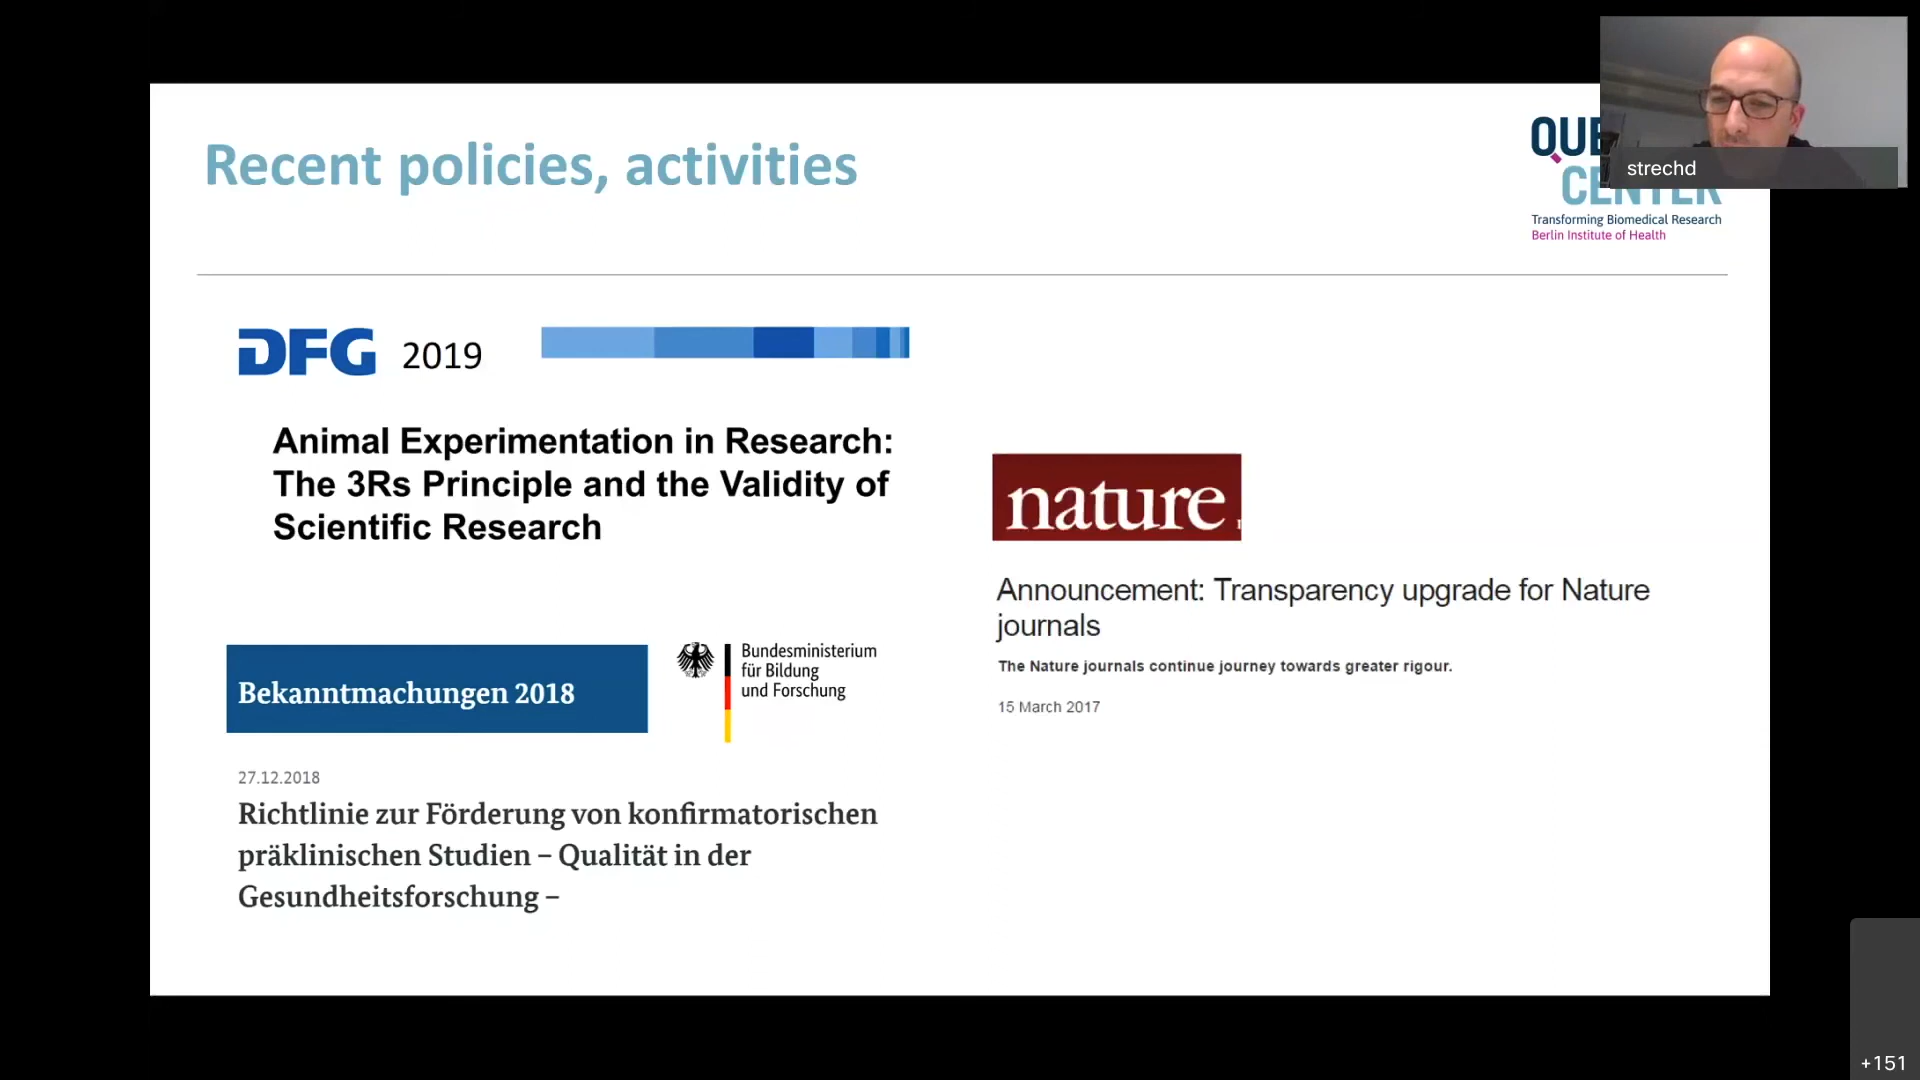 Recent policies, activities
strechd
Transforming Biomedical Research
Berlin Institute of Health
DFG 2019
Animal Experimentation in Research:
The 3Rs Principle and the Validity of
Scientific Research
Bekanntmachungen 2018
Bundesministerium
für Bildung
und Forschung
27.12.2018
Richtlinie zur Förderung von konfirmatorischen
präklinischen Studien – Qualität in der
Gesundheitsforschung –
nature
Announcement: Transparency upgrade for Nature
journals
The Nature journals continue journey towards greater rigour.
15 March 2017
+151